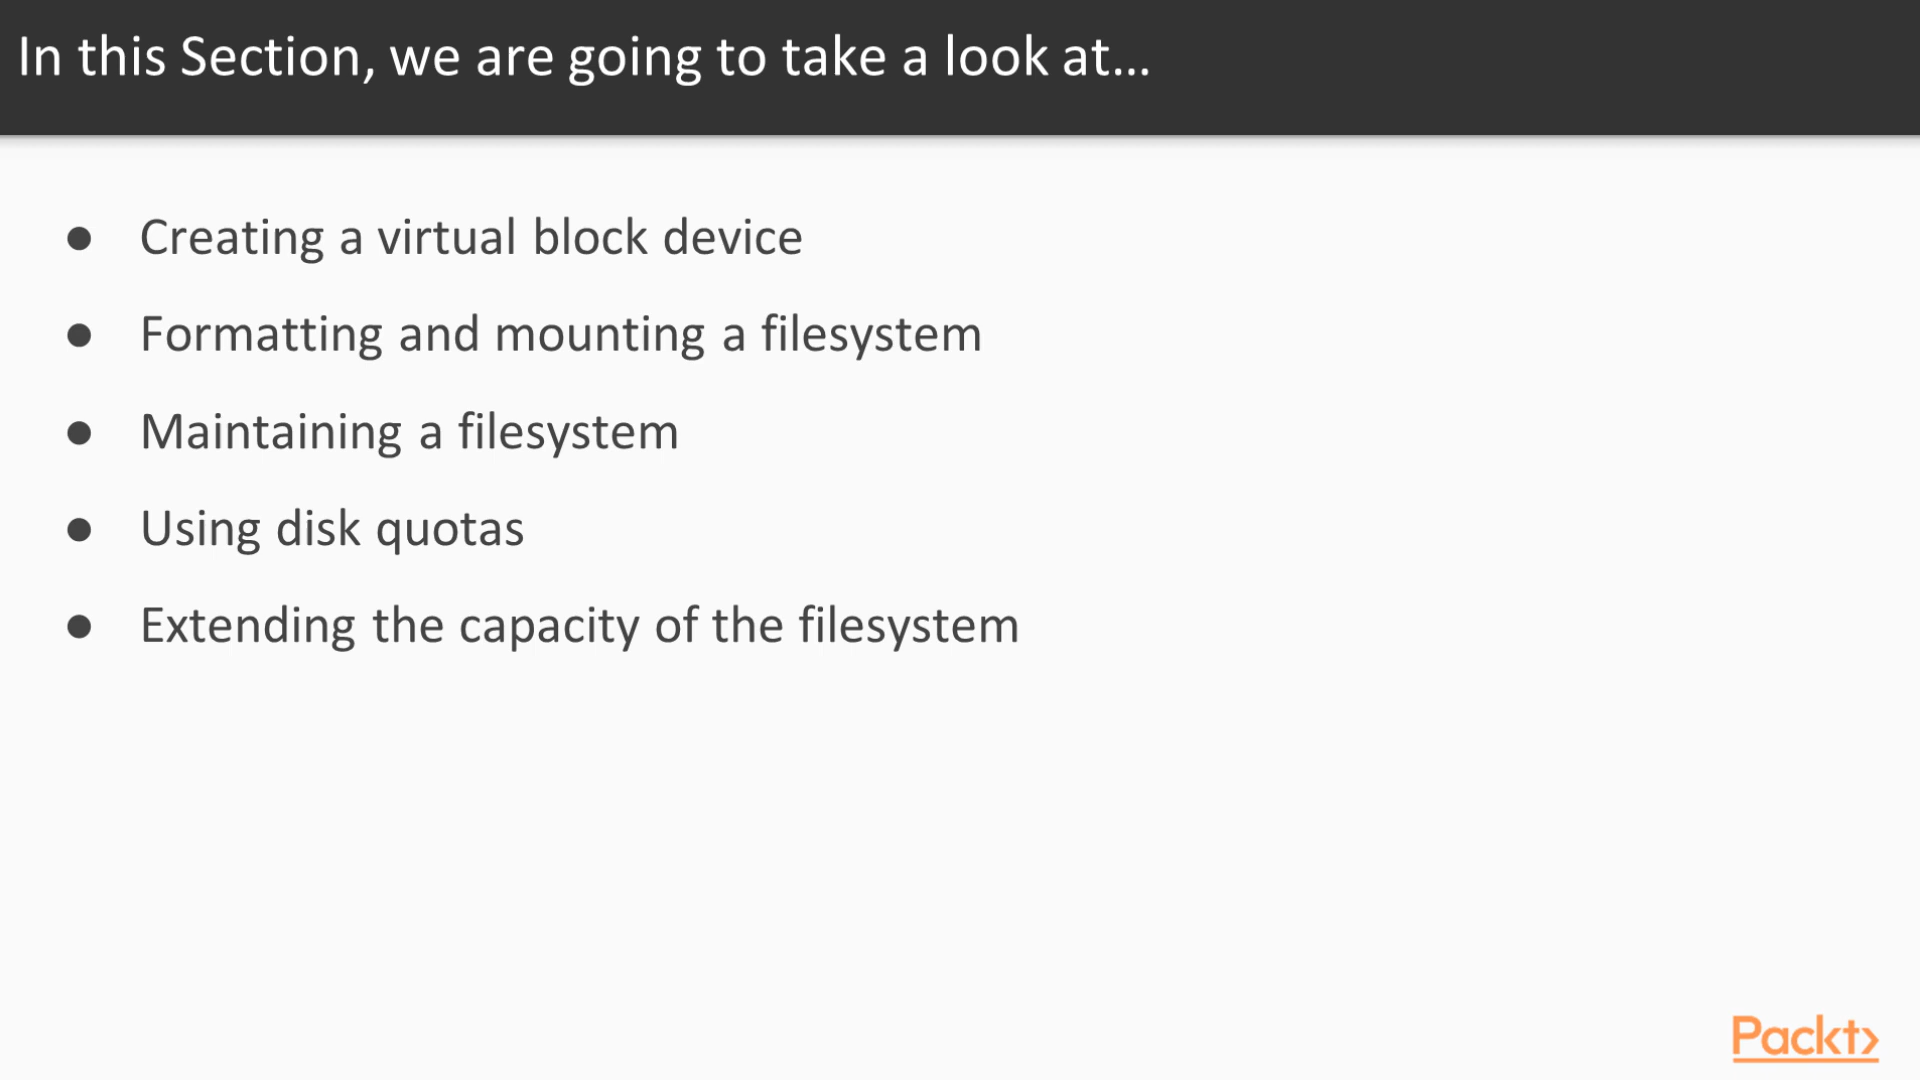 In this Section, we are going to take a look at...
● Creating a virtual block device
● Formatting and mounting a filesystem
● Maintaining a filesystem
● Using disk quotas
● Extending the capacity of the filesystem
Packt>